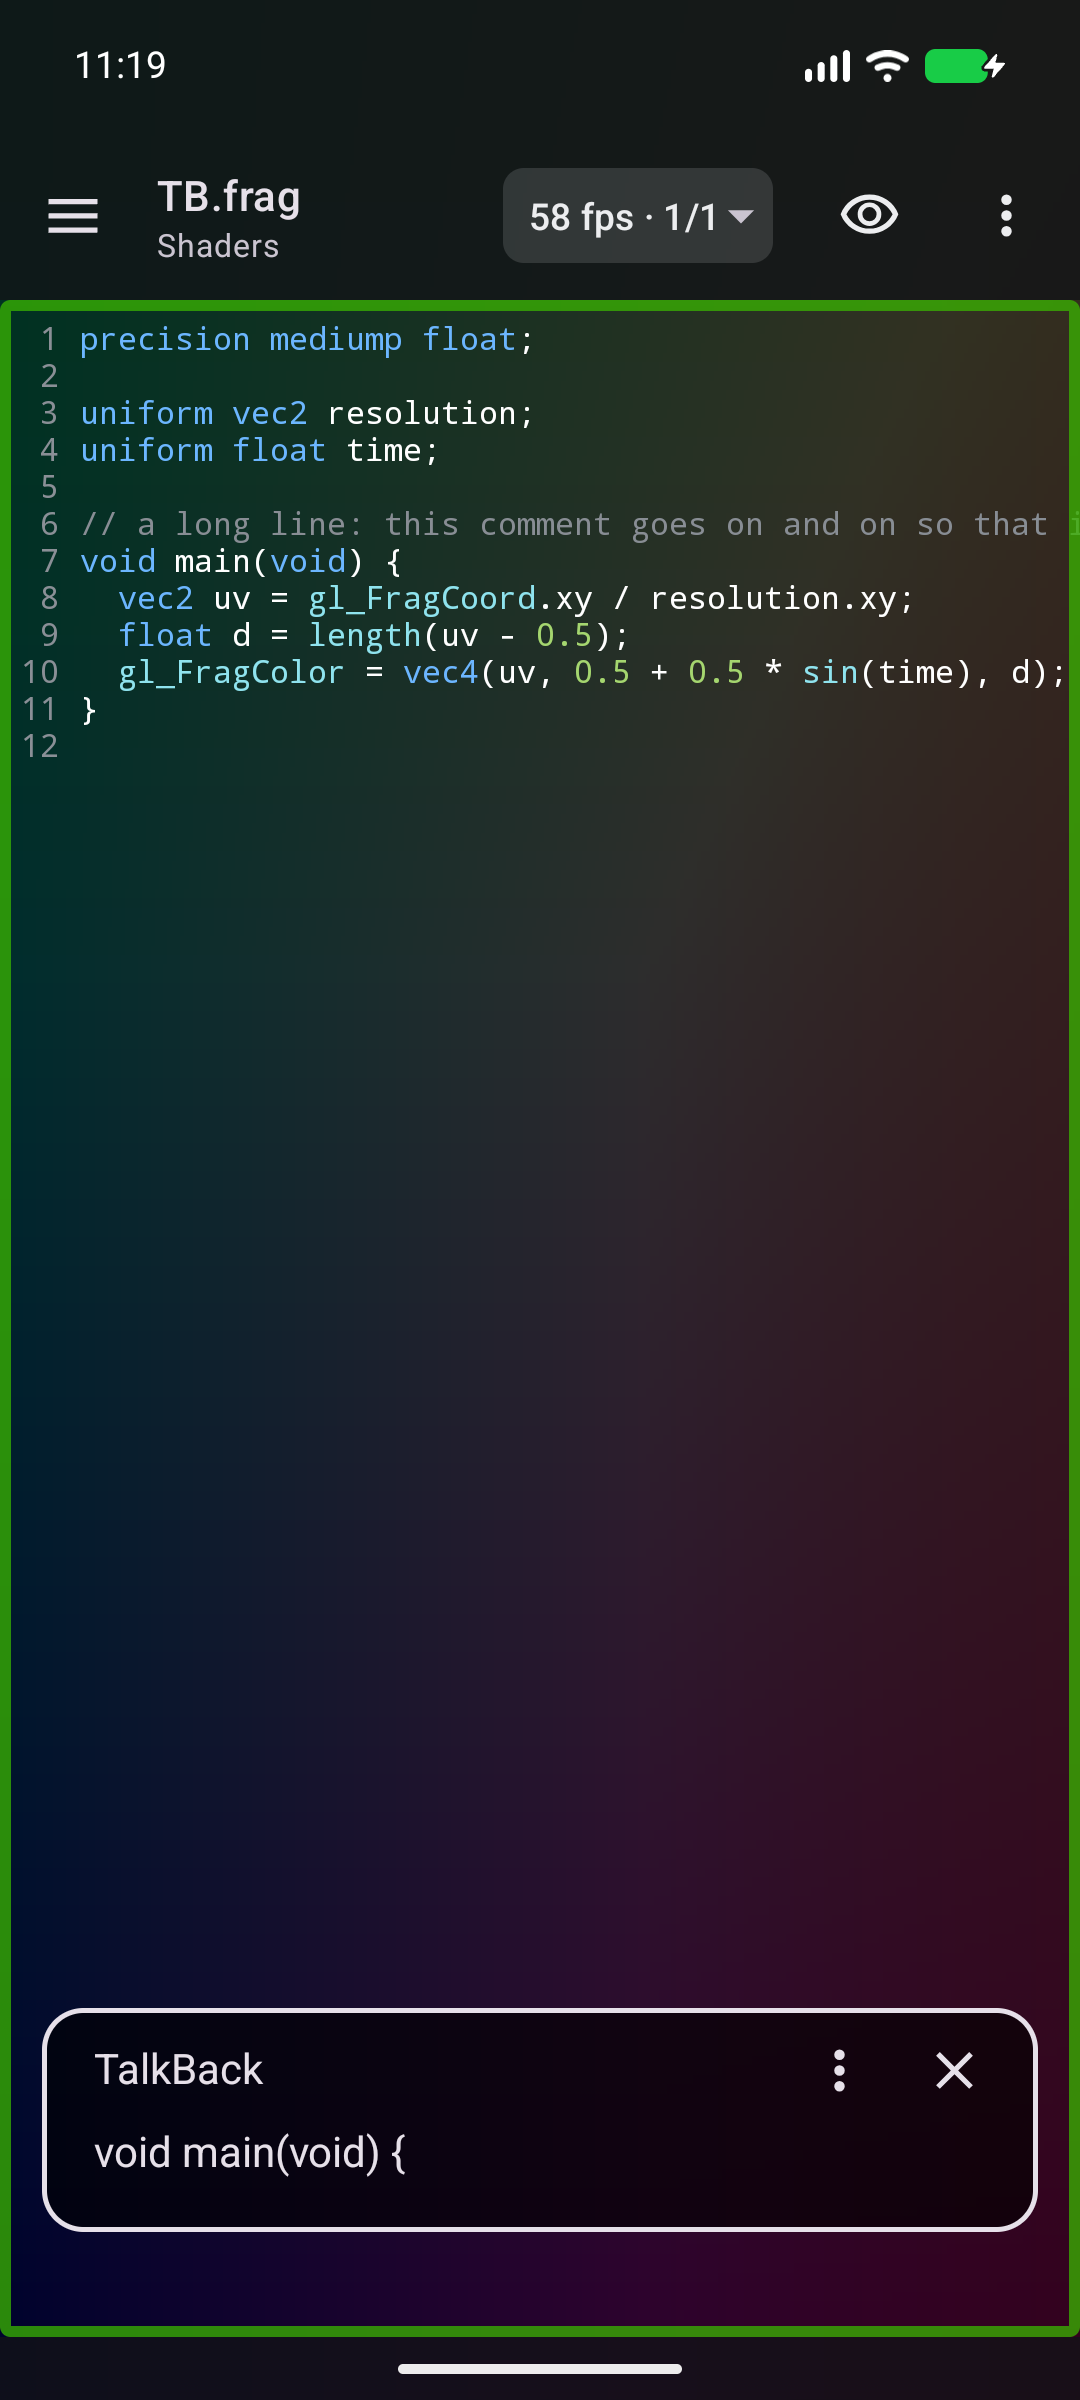 11:19
TB.frag
Shaders
58 fps · 1/1
1 precision mediump float;
2
3 uniform vec2 resolution;
4 uniform float time;
5
6 // a long line: this comment goes on and on so that i
7 void main(void) {
8   vec2 uv = gl_FragCoord.xy / resolution.xy;
9   float d = length(uv - 0.5);
10   gl_FragColor = vec4(uv, 0.5 + 0.5 * sin(time), d);
11 }
12
TalkBack
void main(void) {